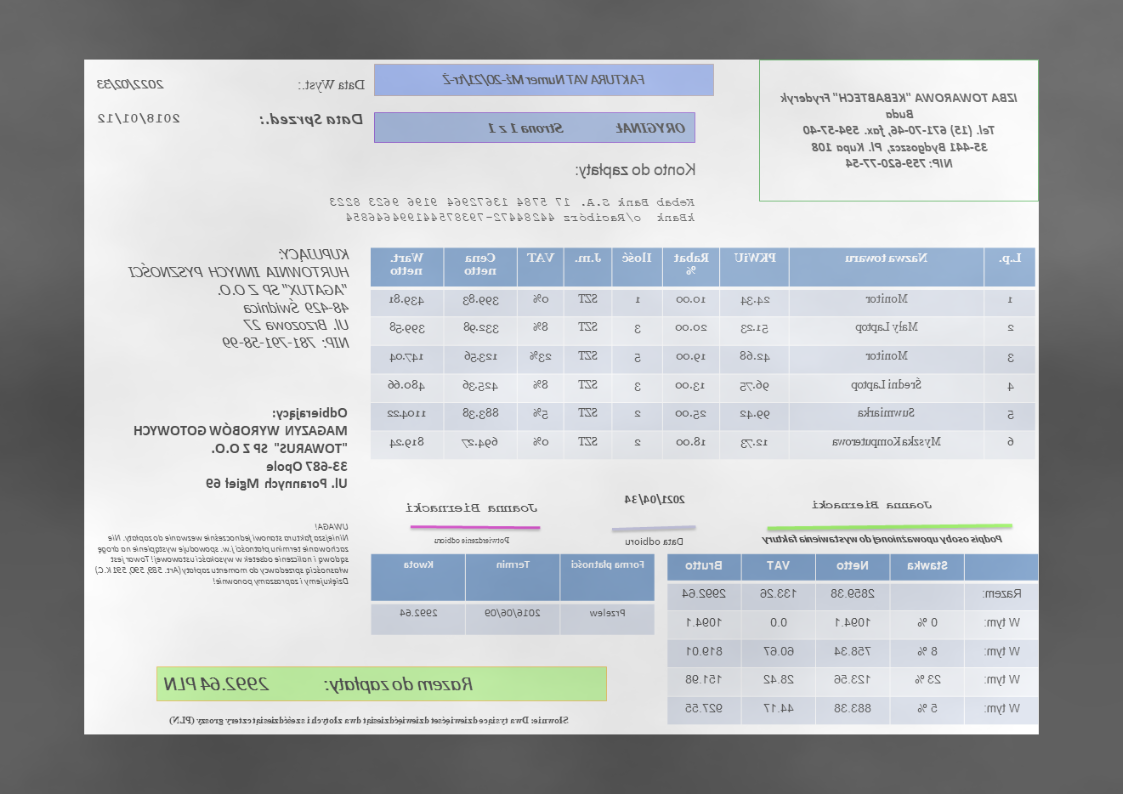 IZBA TOWAROWA "KEBABTECH" Fryderyk
Buda
Tel. (15) 671-70-46, fax. 594-57-40
35-441 Bydgoszcz, Pl. Kupa 108
NIP: 759-620-77-54
FAKTURA VAT Numer MŁ-20/21/tr-Ż
ORYGINAŁ Strona 1 z 1
Data Wyst.: 2022/02/33
Data Sprzed.: 2018/01/12
Konto do zapłaty:
Kebab Bank S.A. 17 5784 13672964 9196 9623 8223
kBank o/Racibórz 44284472-793875441994646854
L.p. Nazwa towaru PKWiU Rabat % Ilość J.m. VAT Cena netto Wart. netto
1 Monitor 24.34 10.00 1 SZT 0% 399.83 439.81
2 Mały Laptop 51.23 20.00 3 SZT 8% 332.98 399.58
3 Monitor 42.68 19.00 5 SZT 23% 123.56 147.04
4 Średni Laptop 96.75 13.00 3 SZT 8% 425.36 480.66
5 Suwmiarka 99.42 25.00 2 SZT 5% 883.38 1104.22
6 Myszka Komputerowa 12.73 18.00 2 SZT 0% 694.27 819.24
KUPUJĄCY:
HURTOWNIA INNYCH PYSZNOŚCI
"AGATUX" SP Z O.O.
48-429 Świdnica
Ul. Brzozowa 27
NIP: 781-791-58-99
Odbierający:
MAGAZYN WYROBÓW GOTOWYCH
"TOWARUS" SP Z O.O.
33-687 Opole
Ul. Porannych Mgieł 69
Joanna Biernacki
Podpis osoby upoważnionej do wystawienia faktury
2021/04/34
Data odbioru
Joanna Biernacki
Potwierdzenie odbioru
UWAGA!
Niniejsza faktura stanowi jednocześnie wezwanie do zapłaty. Nie
zachowanie terminu płatności j.w. spowoduje wystąpienie na drogę
sądową i naliczenie odsetek w wysokości ustawowej! Towar jest
własnością sprzedawcy do momentu zapłaty (Art. 589, 590, 591 K.C.)
Dziękujemy i zapraszamy ponownie!
Stawka Netto VAT Brutto
Razem: 2859.38 133.26 2992.64
W tym: 0 % 1094.1 0.0 1094.1
W tym: 8 % 758.34 60.67 819.01
W tym: 23 % 123.56 28.42 151.98
W tym: 5 % 883.38 44.17 927.55
Forma płatności Termin Kwota
Przelew 2016/06/09 2992.64
Razem do zapłaty: 2992.64 PLN
Słownie: Dwa tysiące dziewięćset dziewięćdziesiąt dwa złotych i sześćdziesiąt cztery groszy (PLN)